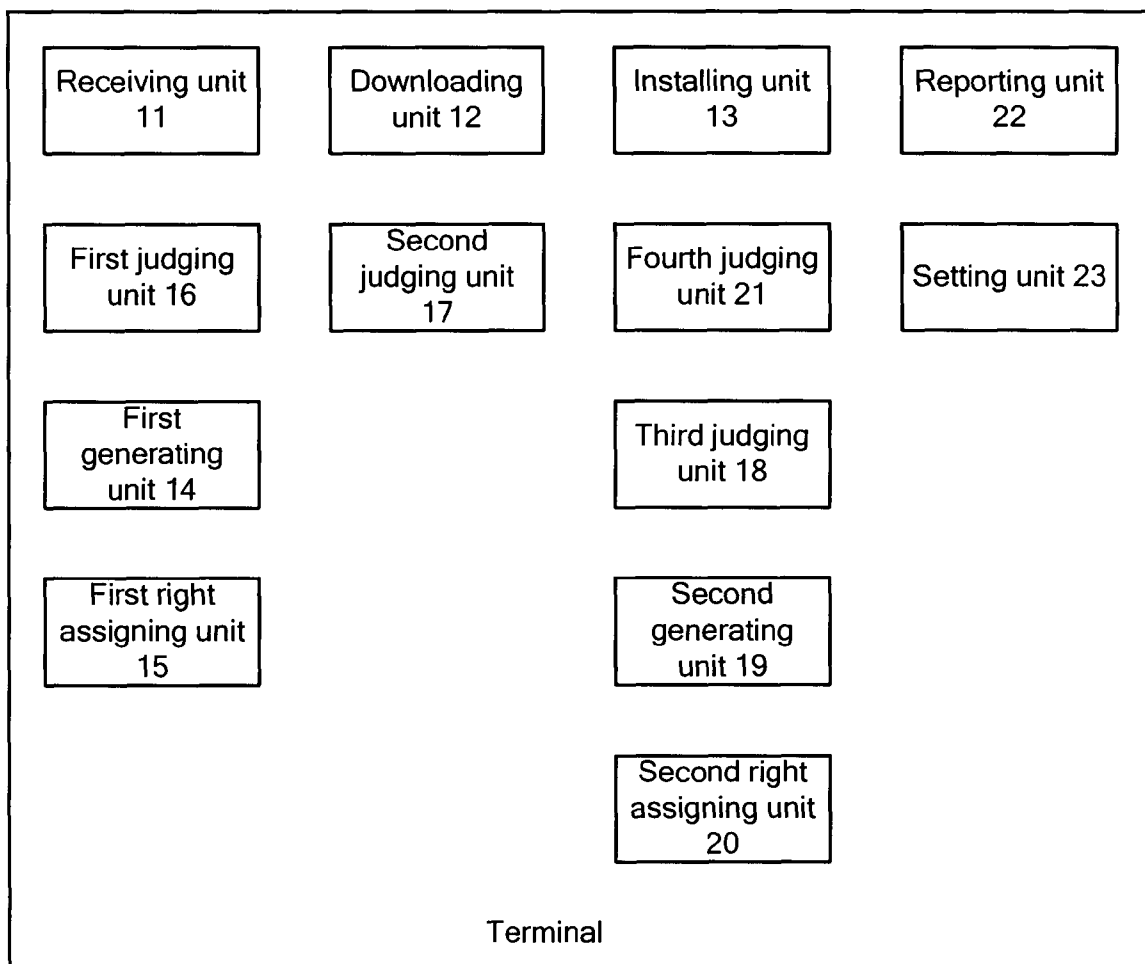 Receiving unit
11
Downloading
unit 12
Installing unit
13
Reporting unit
22
First judging
unit 16
Second
judging unit
17
Fourth judging
unit 21
Setting unit 23
First
generating
unit 14
Third judging
unit 18
First right
assigning unit
15
Second
generating
unit 19
Second right
assigning unit
20
Terminal